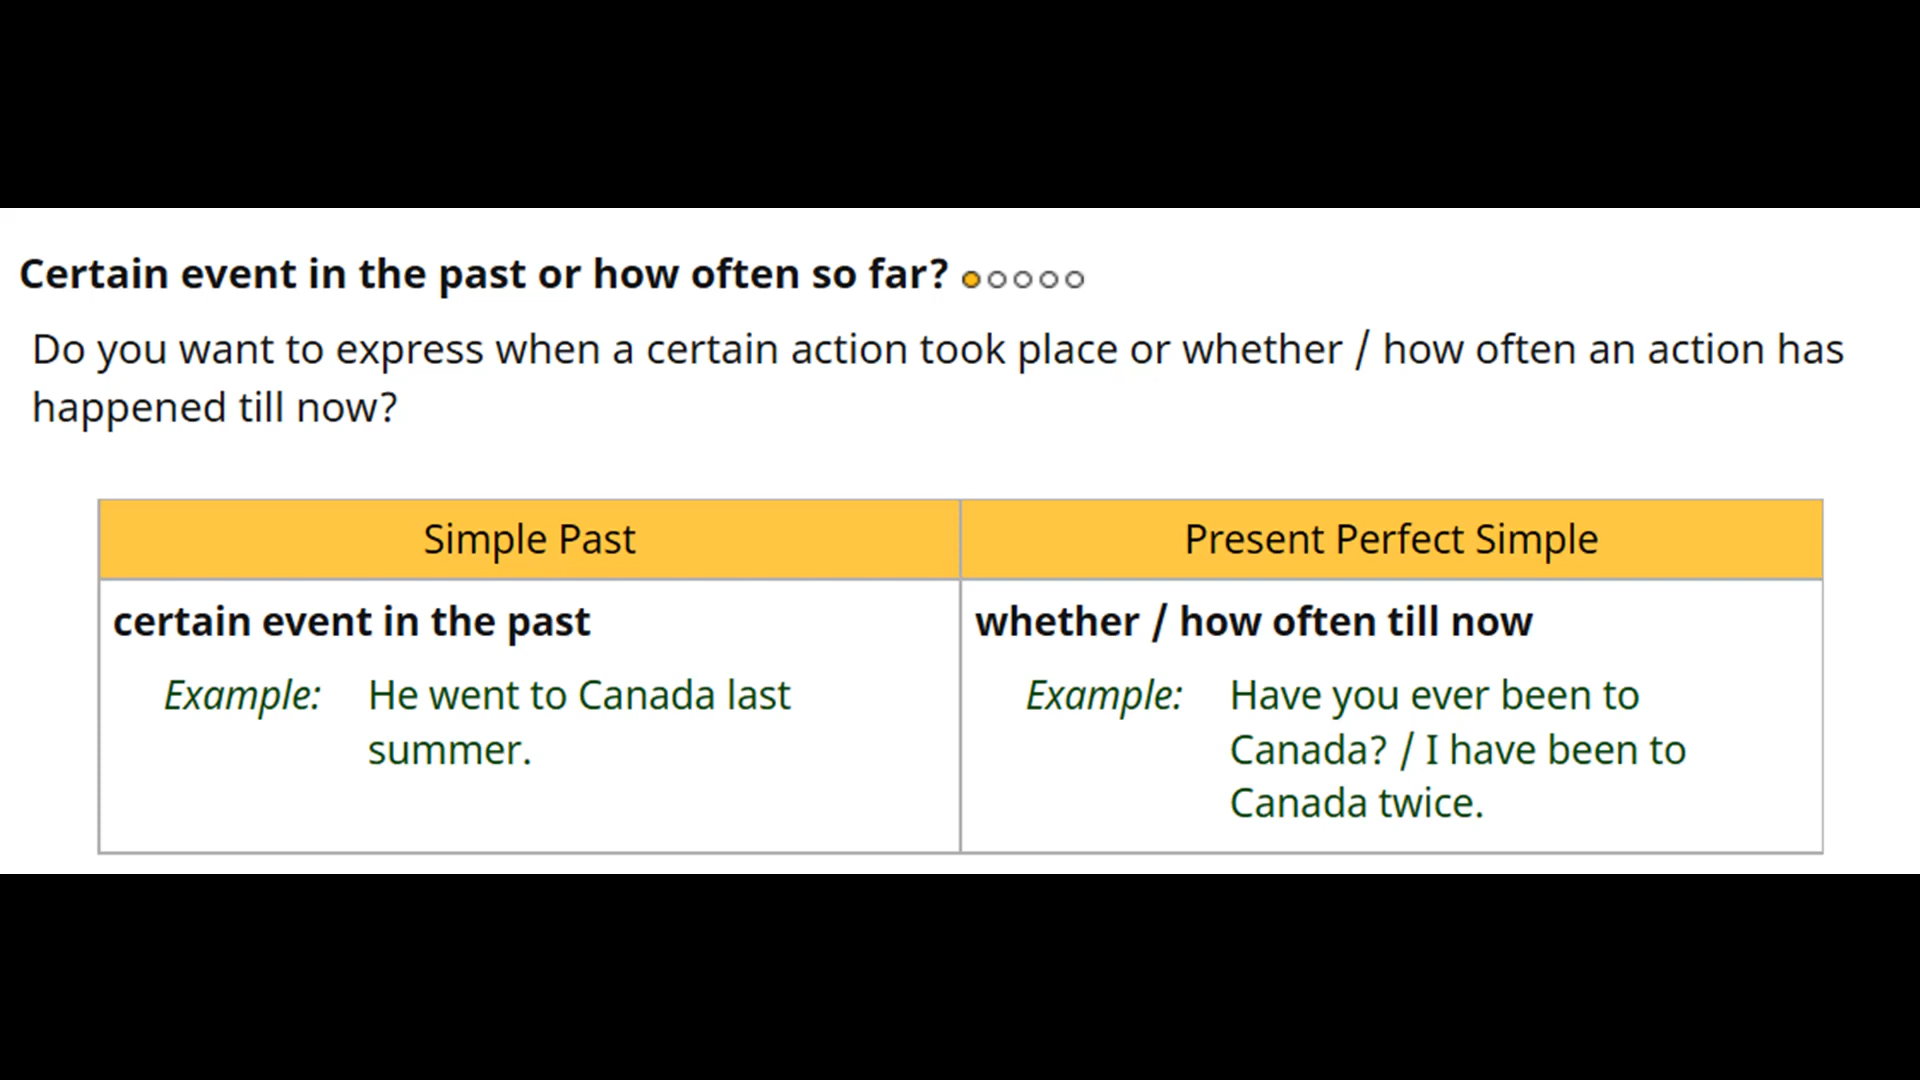 Certain event in the past or how often so far?
Do you want to express when a certain action took place or whether / how often an action has
happened till now?
Simple Past
Present Perfect Simple
certain event in the past
Example: He went to Canada last
summer.
whether / how often till now
Example: Have you ever been to
Canada? / I have been to
Canada twice.